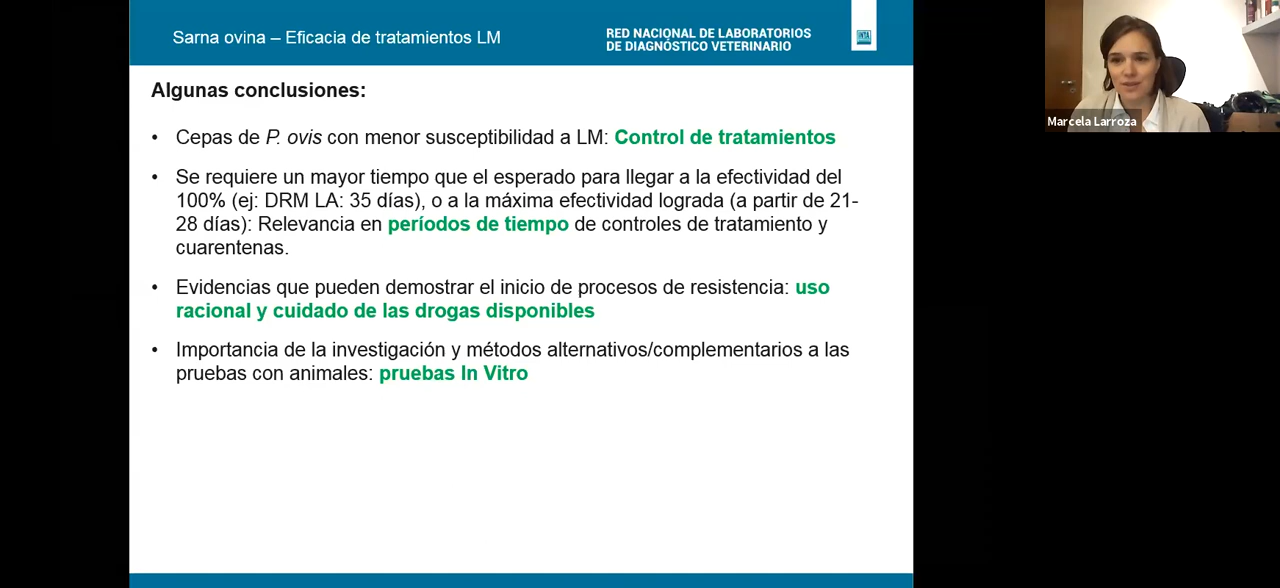 Sarna ovina – Eficacia de tratamientos LM
RED NACIONAL DE LABORATORIOS
DE DIAGNÓSTICO VETERINARIO
INTA
Marcela Larroza
Algunas conclusiones:
• Cepas de P. ovis con menor susceptibilidad a LM: Control de tratamientos
• Se requiere un mayor tiempo que el esperado para llegar a la efectividad del
100% (ej: DRM LA: 35 días), o a la máxima efectividad lograda (a partir de 21-
28 días): Relevancia en períodos de tiempo de controles de tratamiento y
cuarentenas.
• Evidencias que pueden demostrar el inicio de procesos de resistencia: uso
racional y cuidado de las drogas disponibles
• Importancia de la investigación y métodos alternativos/complementarios a las
pruebas con animales: pruebas In Vitro